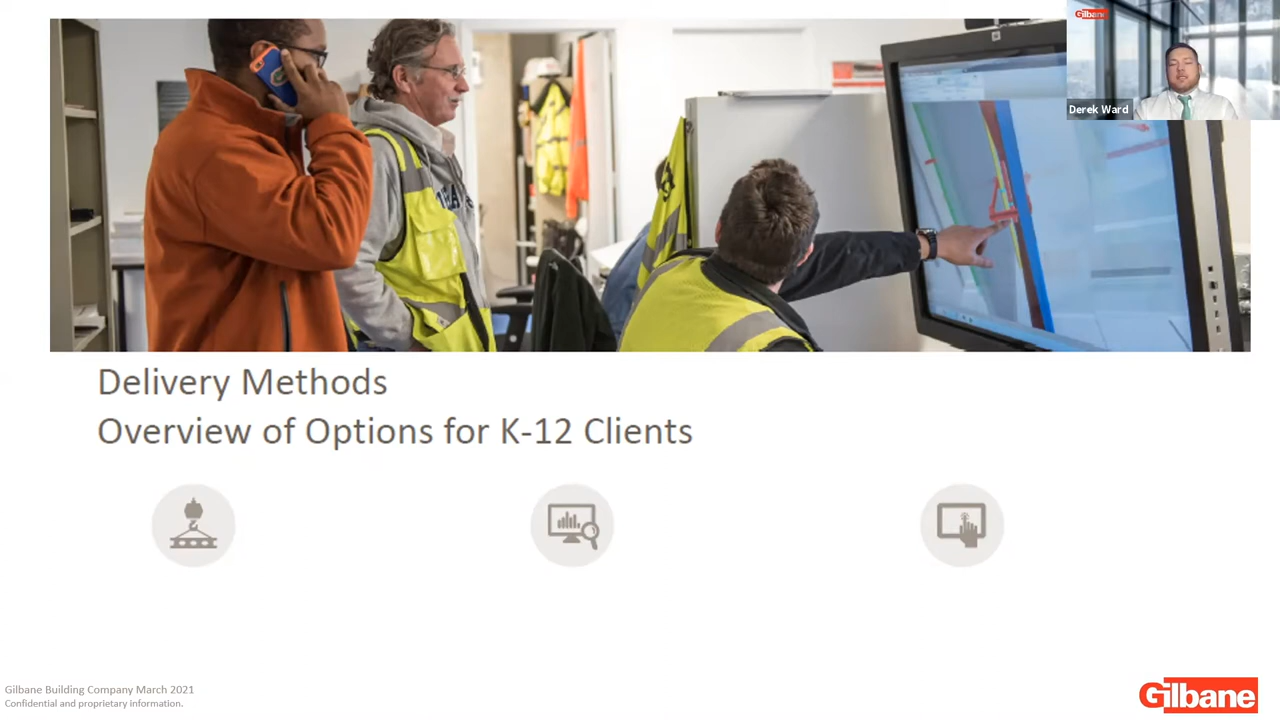 Gilbane
Derek Ward
Delivery Methods
Overview of Options for K-12 Clients
Gilbane Building Company March 2021
Confidential and proprietary information.
Gilbane